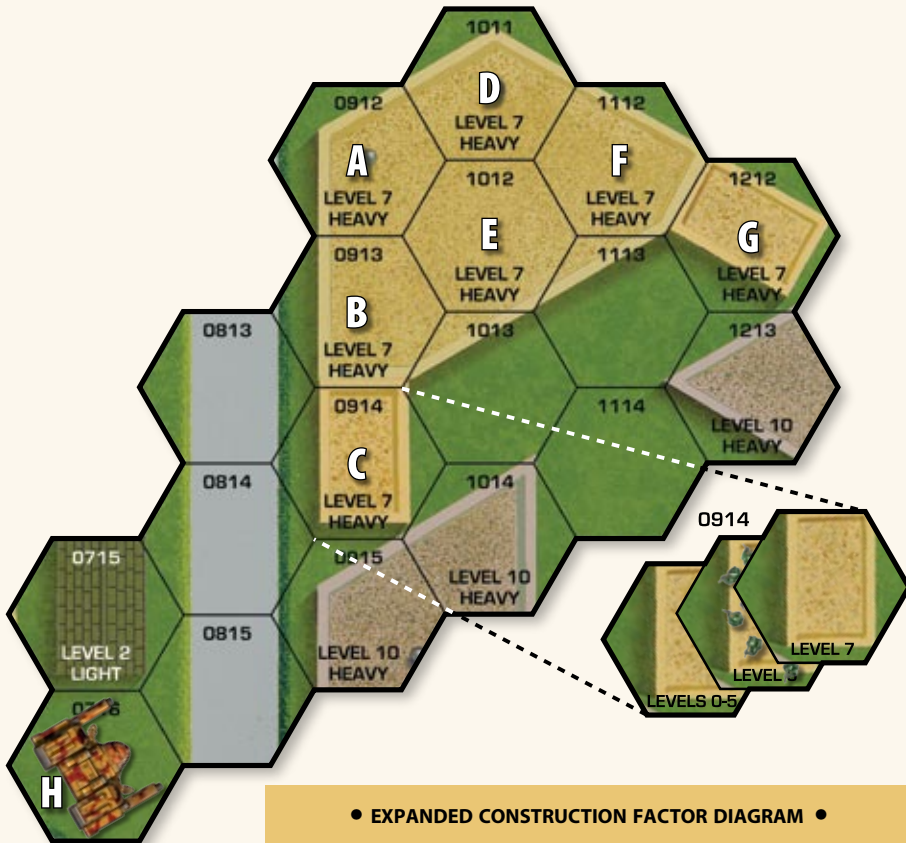 1011
D
LEVEL 7
HEAVY
0912
A
LEVEL 7
HEAVY
1112
F
LEVEL 7
HEAVY
1012
E
LEVEL 7
HEAVY
1212
G
LEVEL 7
HEAVY
0913
B
LEVEL 7
HEAVY
1113
0813
1013
1213
LEVEL 10
HEAVY
0914
C
LEVEL 7
HEAVY
1114
0814
1014
LEVEL 10
HEAVY
0914
LEVELS 0-5
LEVEL
LEVEL 7
0715
LEVEL 2
LIGHT
0915
LEVEL 10
HEAVY
0815
H
• EXPANDED CONSTRUCTION FACTOR DIAGRAM •